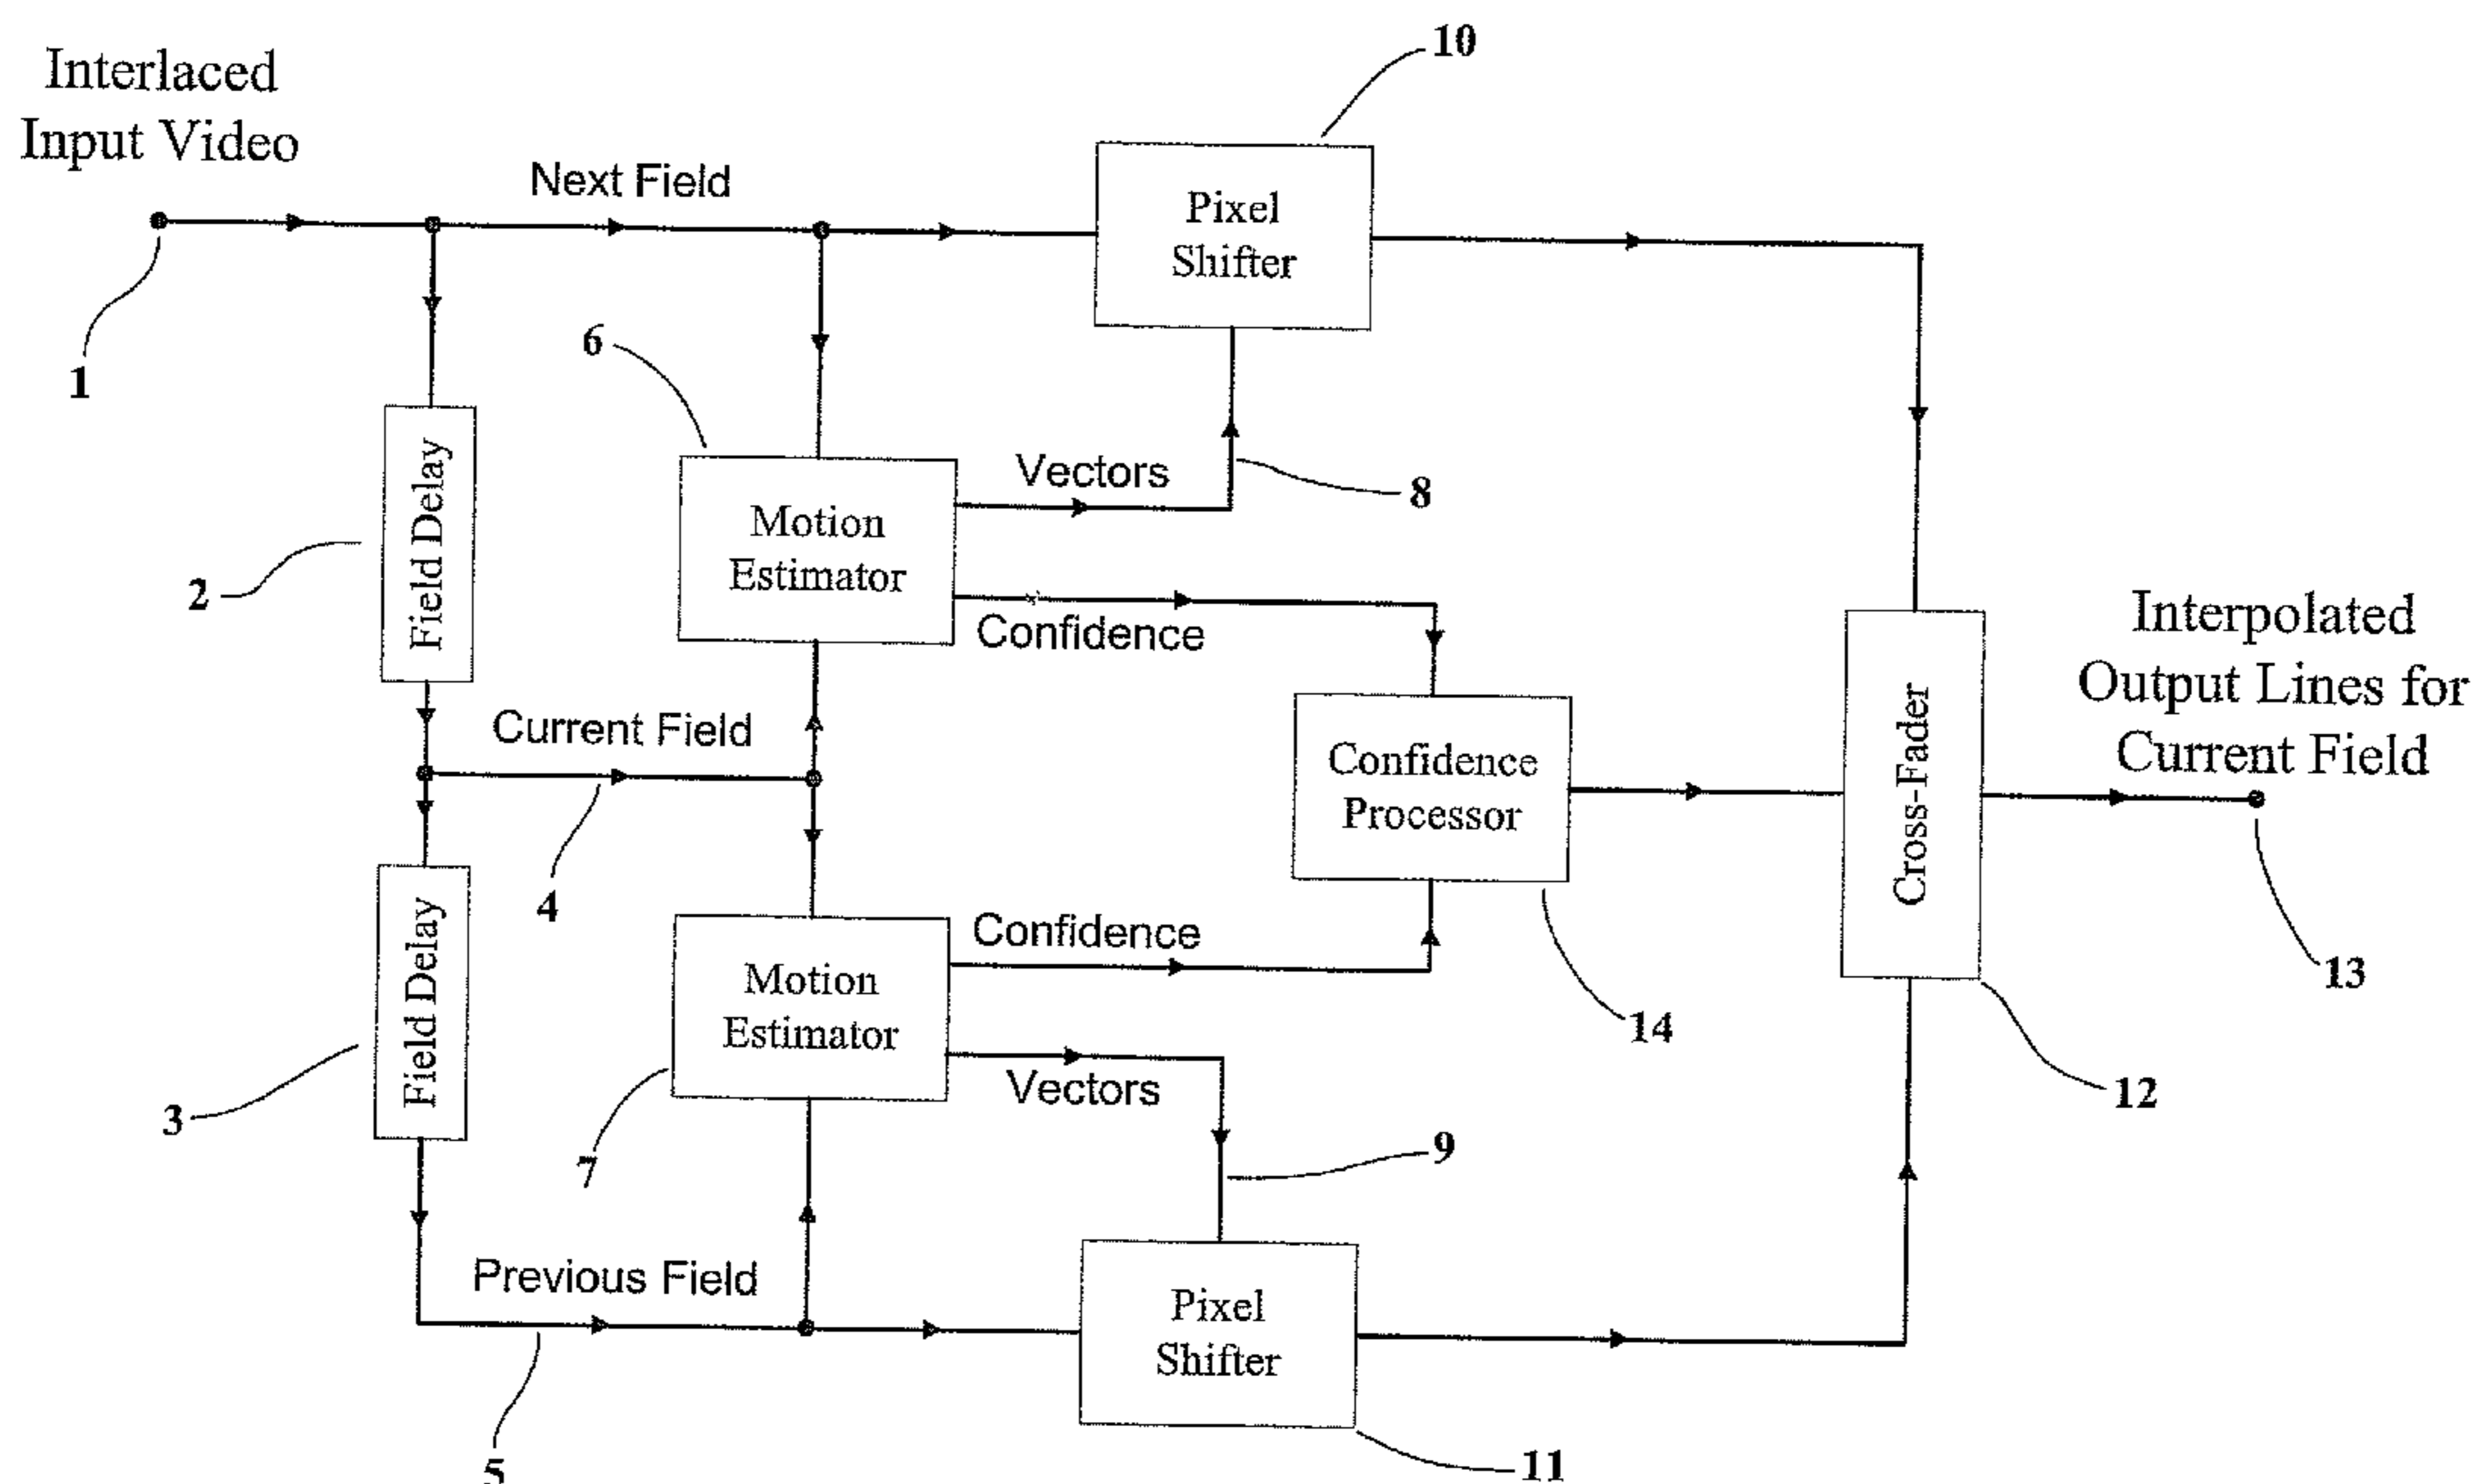 10
Interlaced
Input Video
Next Field
Pixel
Shifter
1
6
Field Delay
2
Vectors
8
Motion
Estimator
Confidence
Interpolated
Output Lines for
Current Field
Current Field
4
Confidence
Processor
14
Cross-Fader
13
12
Field Delay
3
Confidence
Motion
Estimator
7
Vectors
9
Previous Field
5
Pixel
Shifter
11